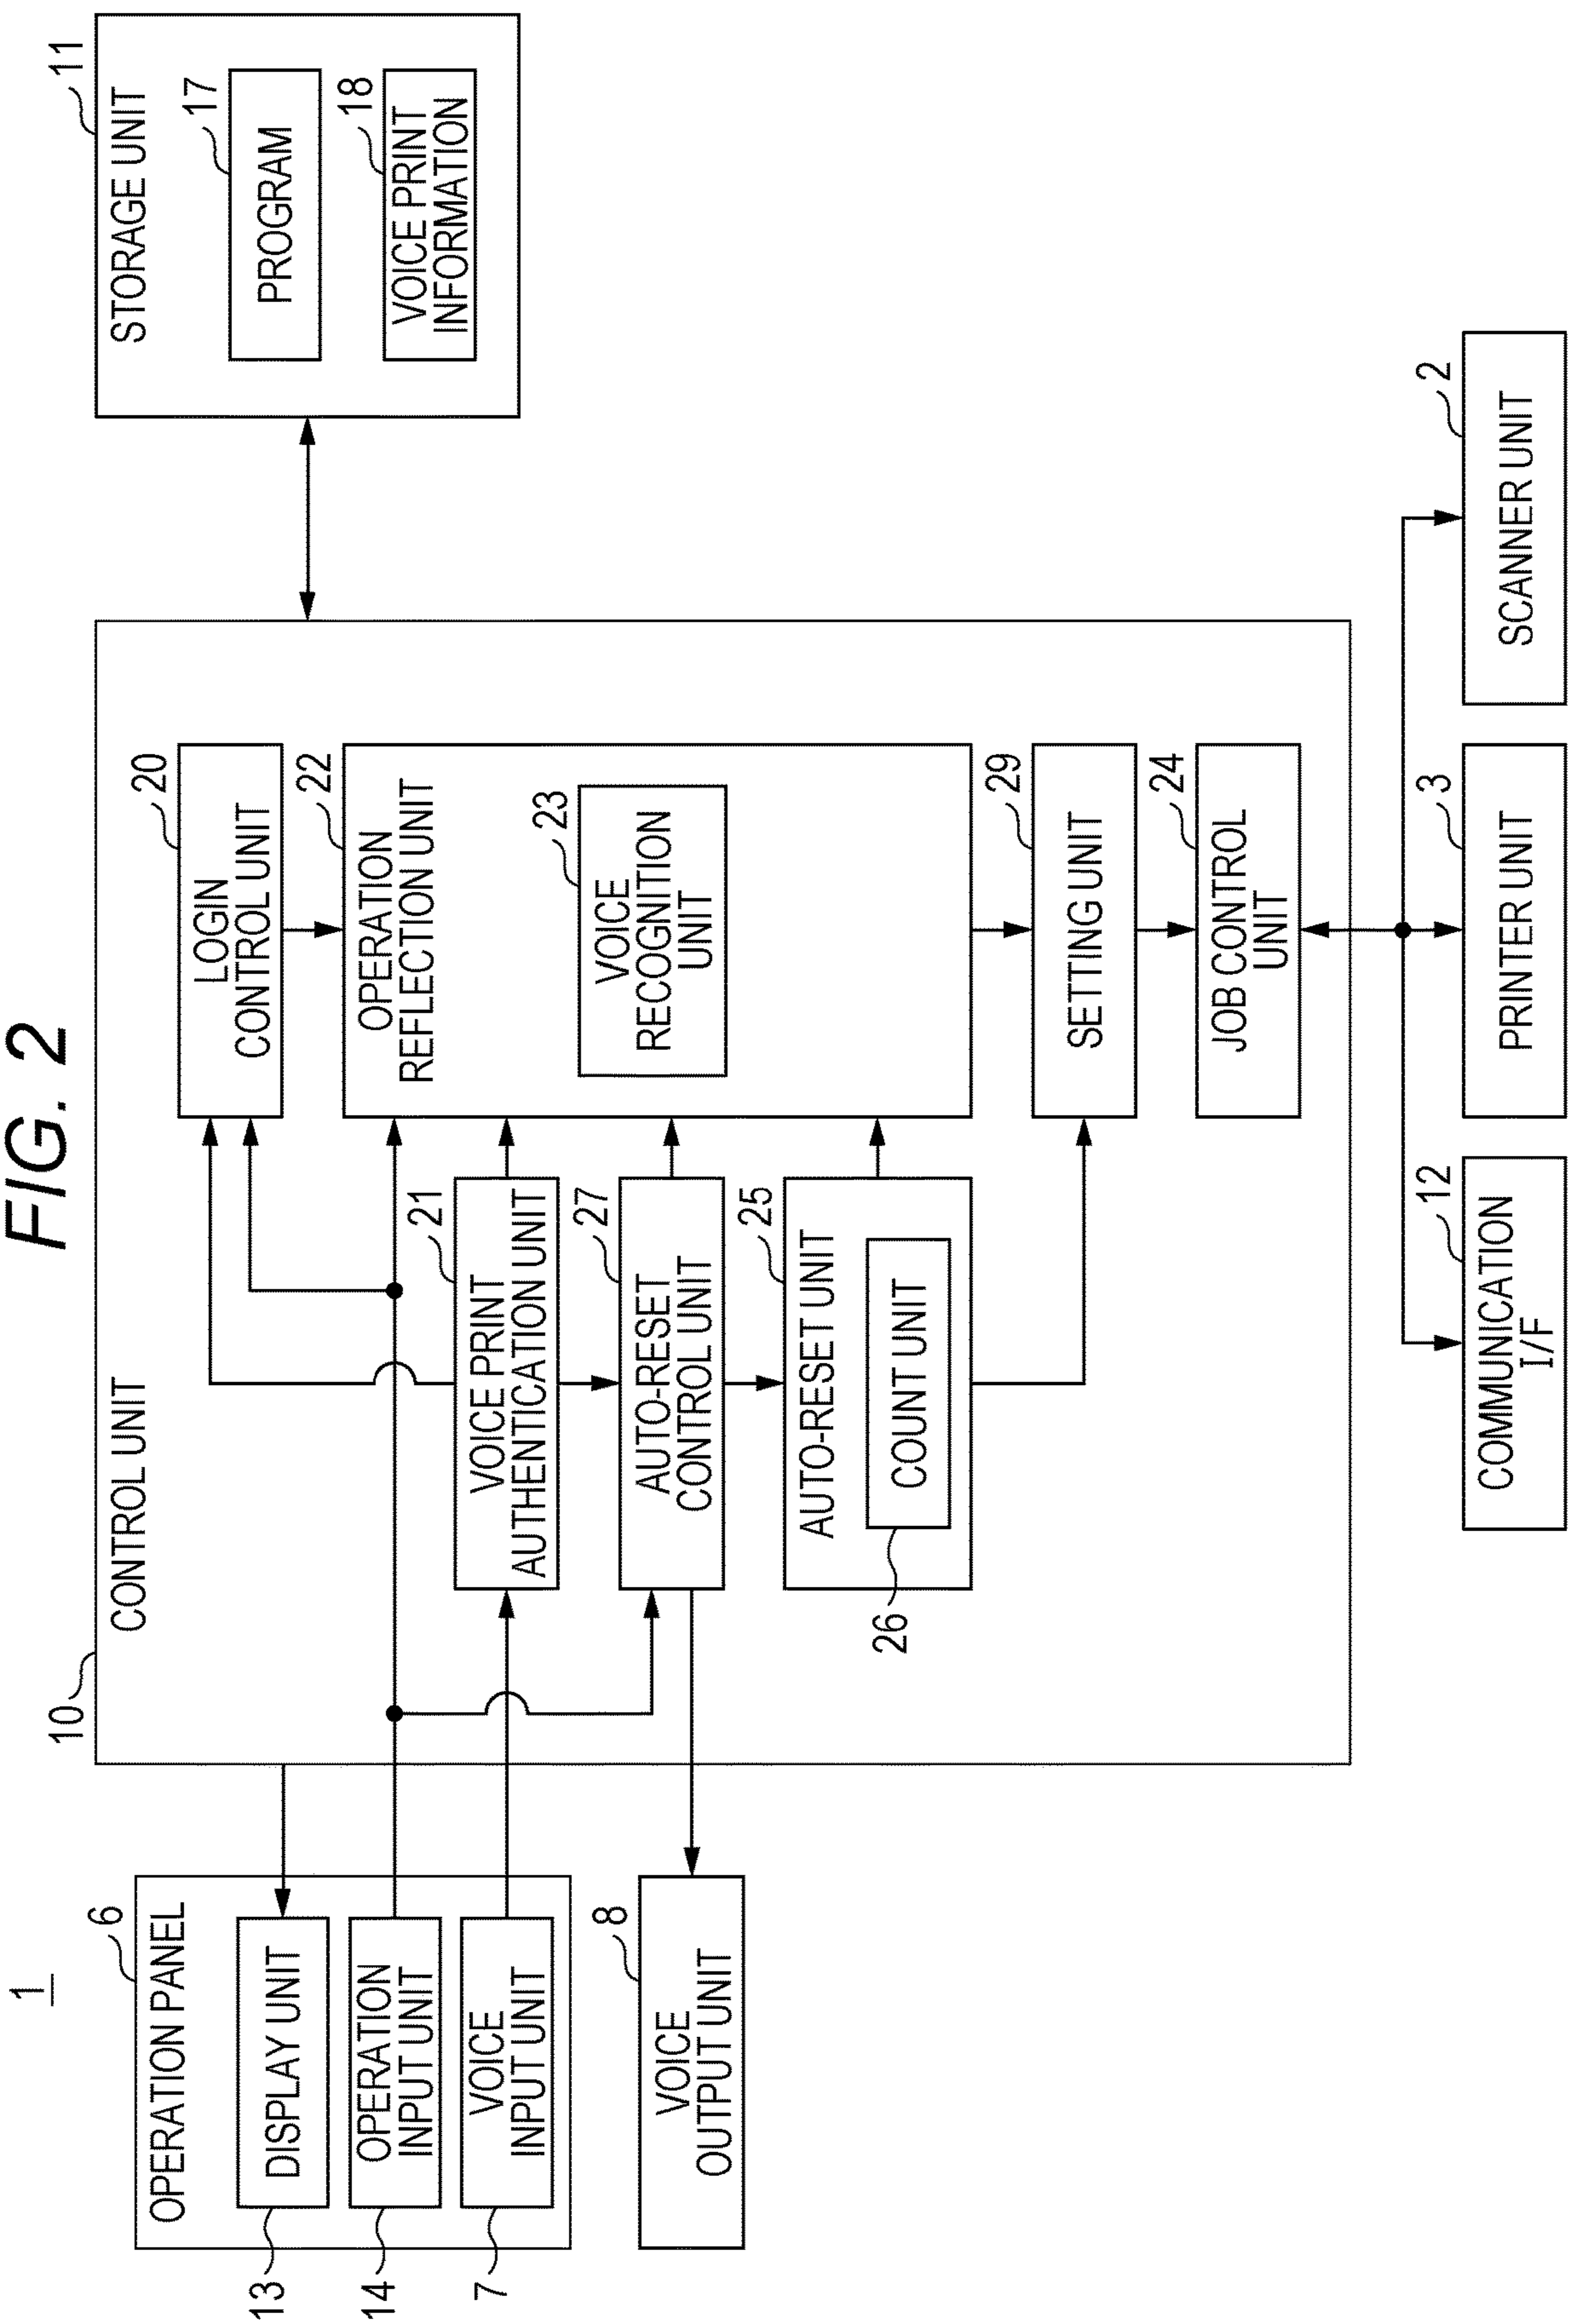 FIG. 2
1
6
OPERATION PANEL
DISPLAY UNIT
13
OPERATION
INPUT UNIT
14
VOICE
INPUT UNIT
7
8
VOICE
OUTPUT UNIT
10
CONTROL UNIT
20
LOGIN
CONTROL UNIT
22
OPERATION
REFLECTION UNIT
23
VOICE
RECOGNITION
UNIT
21
VOICE PRINT
AUTHENTICATION UNIT
27
AUTO-RESET
CONTROL UNIT
25
AUTO-RESET UNIT
COUNT UNIT
26
29
SETTING UNIT
24
JOB CONTROL
UNIT
11
STORAGE UNIT
17
PROGRAM
18
VOICE PRINT
INFORMATION
12
COMMUNICATION
I/F
3
PRINTER UNIT
2
SCANNER UNIT